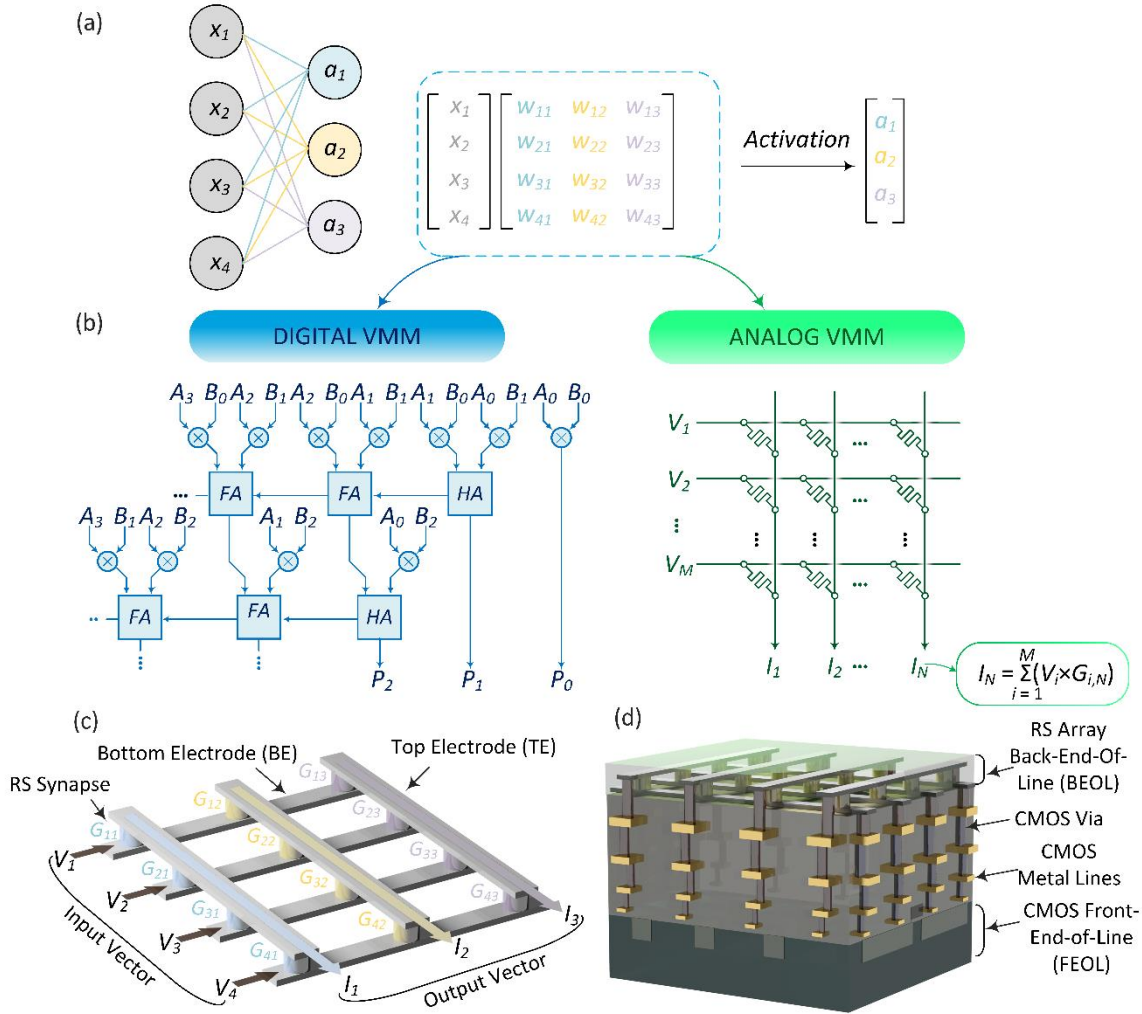 (a)
x1
x2
x3
x4
a1
a2
a3
x1 w11 w12 w13
x2 w21 w22 w23
x3 w31 w32 w33
x4 w41 w42 w43
Activation
a1
a2
a3
(b)
DIGITAL VMM
ANALOG VMM
A3 B0 A2 B1 A2 B0 A1 B1 A1 B0 A0 B1 A0 B0
... FA FA HA
A3 B1 A2 B2 A1 B2 A0 B2
.. FA FA HA
P2 P1 P0
V1
V2
VM
I1 I2 ... IN
IN = Σ(Vi×Gi,N)
M
i = 1
(c)
Bottom Electrode (BE)
Top Electrode (TE)
RS Synapse
G11 G12 G13
G21 G22 G23
G31 G32 G33
G41 G42 G43
V1
V2
V3
V4
Input Vector
I1
I2
I3
Output Vector
(d)
RS Array
Back-End-Of-
Line (BEOL)
CMOS Via
CMOS
Metal Lines
CMOS Front-
End-of-Line
(FEOL)